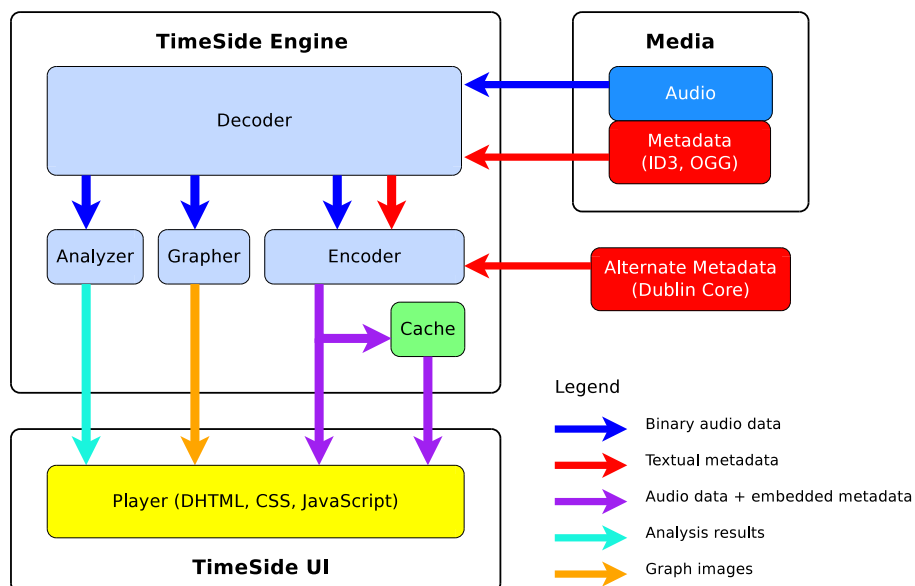 TimeSide Engine
Media
Decoder
Audio
Metadata
(ID3, OGG)
Analyzer
Grapher
Encoder
Alternate Metadata
(Dublin Core)
Cache
Legend
Binary audio data
Textual metadata
Audio data + embedded metadata
Analysis results
Graph images
Player (DHTML, CSS, JavaScript)
TimeSide UI